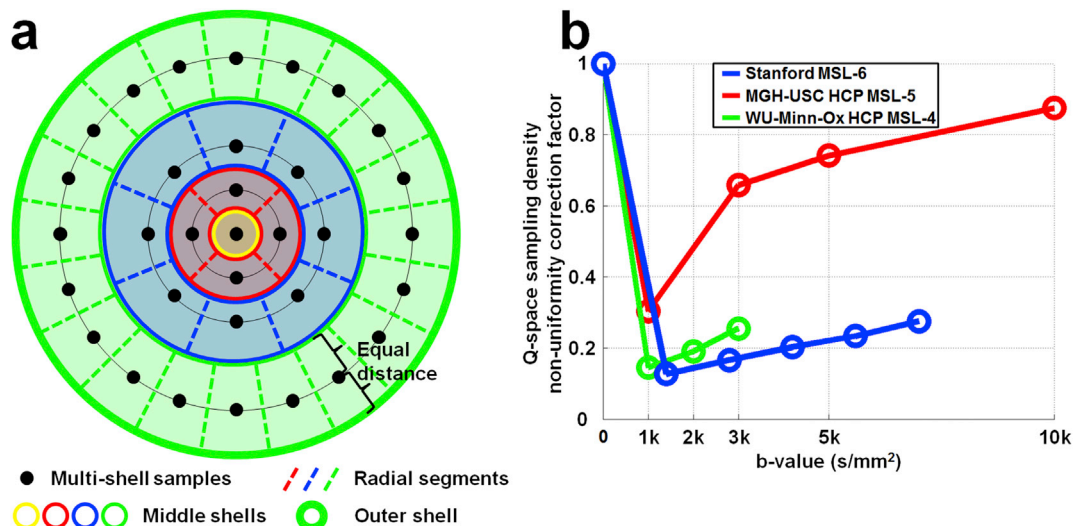 a
Equal
distance
Multi-shell samples
Radial segments
Middle shells
Outer shell
b
Q-space sampling density
non-uniformity correction factor
1
0.8
0.6
0.4
0.2
0
Stanford MSL-6
MGH-USC HCP MSL-5
WU-Minn-Ox HCP MSL-4
0 1k 2k 3k 5k 10k
b-value (s/mm²)